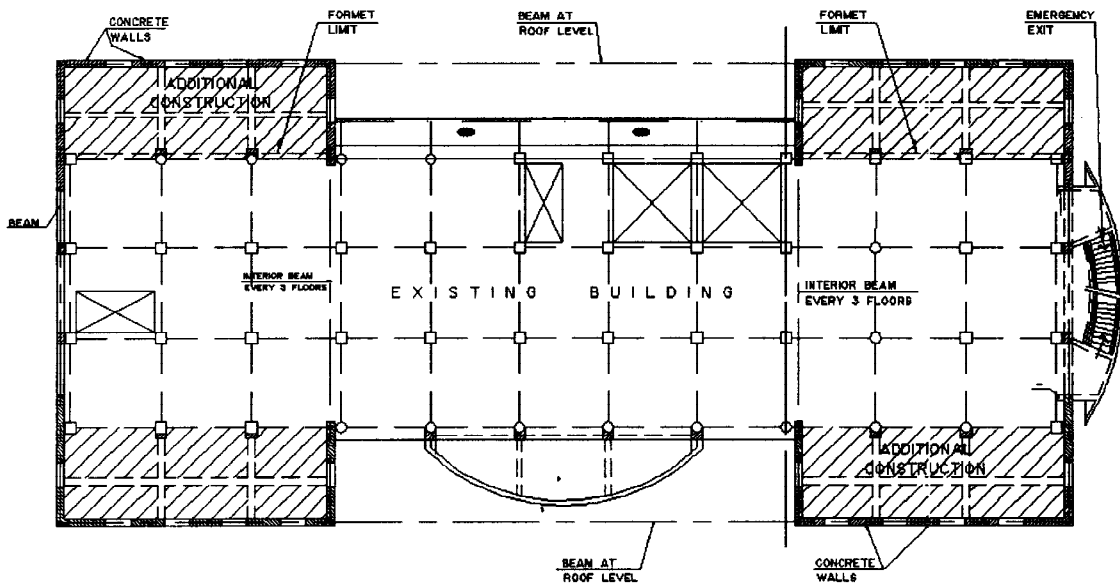 CONCRETE
WALLS
FORMET
LIMIT
BEAM AT
ROOF LEVEL
FORMET
LIMIT
EMERGENCY
EXIT
ADDITIONAL
CONSTRUCTION
BEAM
INTERIOR BEAM
EVERY 3 FLOORS
EXISTING BUILDING
INTERIOR BEAM
EVERY 3 FLOORS
ADDITIONAL
CONSTRUCTION
BEAM AT
ROOF LEVEL
CONCRETE
WALLS